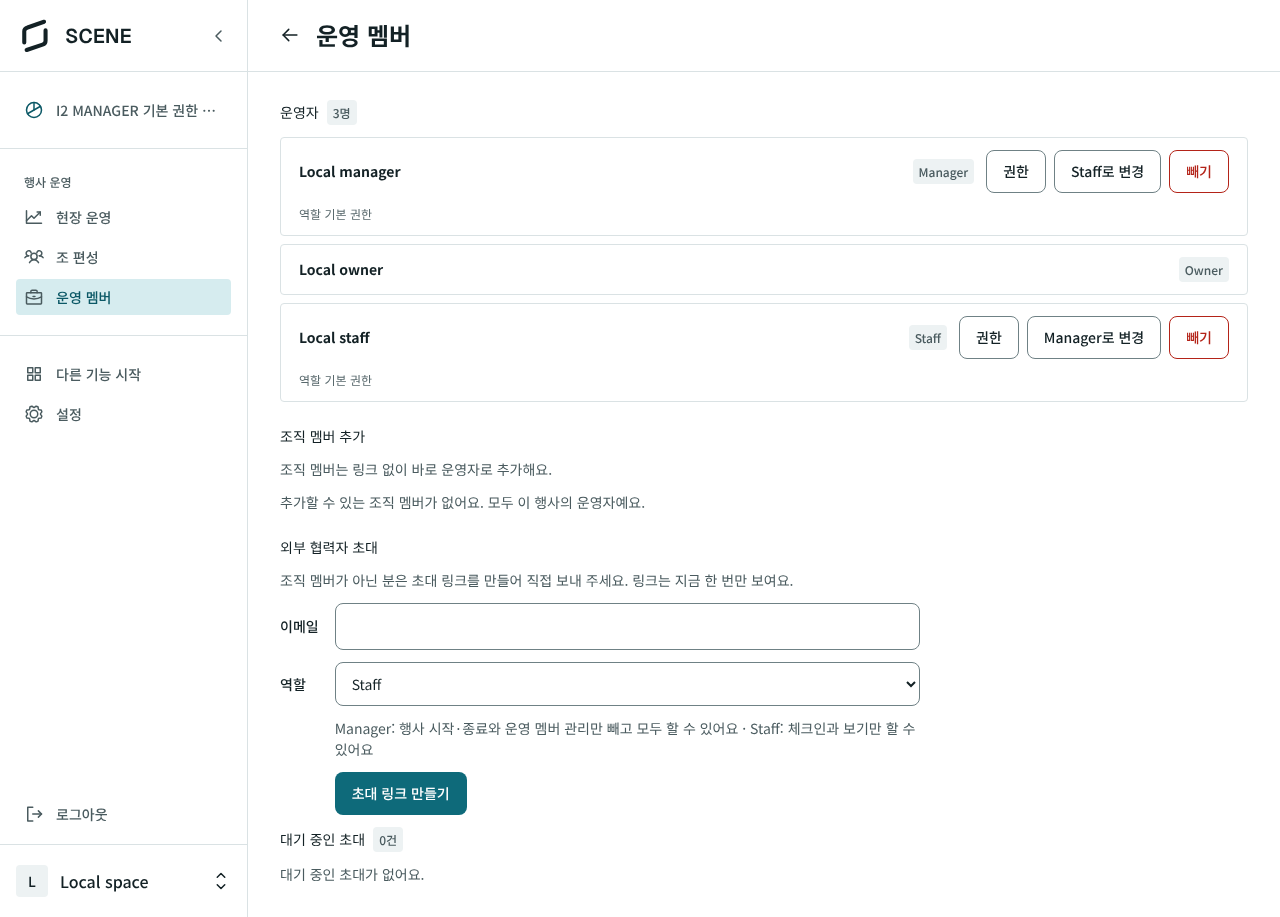 SCENE
운영 멤버
I2 MANAGER 기본 권한 ···
행사 운영
현장 운영
조 편성
운영 멤버
다른 기능 시작
설정
로그아웃
L Local space
운영자 3명
Local manager Manager 권한 Staff로 변경 빼기
역할 기본 권한
Local owner Owner
Local staff Staff 권한 Manager로 변경 빼기
역할 기본 권한
조직 멤버 추가
조직 멤버는 링크 없이 바로 운영자로 추가해요.
추가할 수 있는 조직 멤버가 없어요. 모두 이 행사의 운영자예요.
외부 협력자 초대
조직 멤버가 아닌 분은 초대 링크를 만들어 직접 보내 주세요. 링크는 지금 한 번만 보여요.
이메일
역할 Staff
Manager: 행사 시작·종료와 운영 멤버 관리만 빼고 모두 할 수 있어요 · Staff: 체크인과 보기만 할 수
있어요
초대 링크 만들기
대기 중인 초대 0건
대기 중인 초대가 없어요.